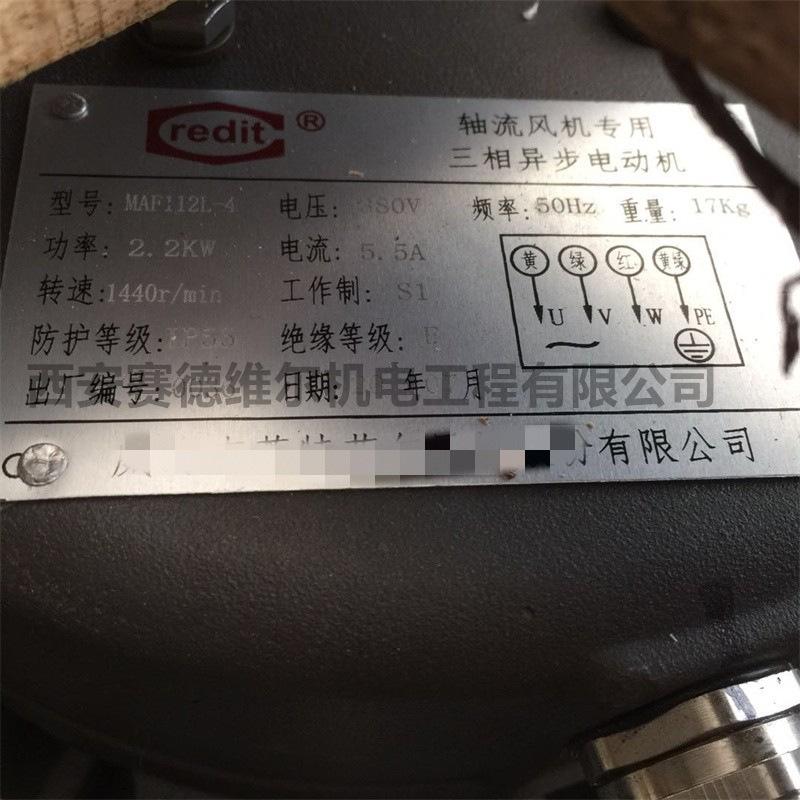 Credit®
轴流风机专用
三相异步电动机
型号: MAF112L-4 电压: 380V 频率: 50Hz 重量: 17Kg
功率: 2.2KW 电流: 5.5A
转速: 1440r/min 工作制: S1
防护等级: IP55 绝缘等级:
黄 绿 红 黄绿
U V W PE
出厂编号: 日期: 年 月
西安赛德维尔机电工程有限公司
有限公司